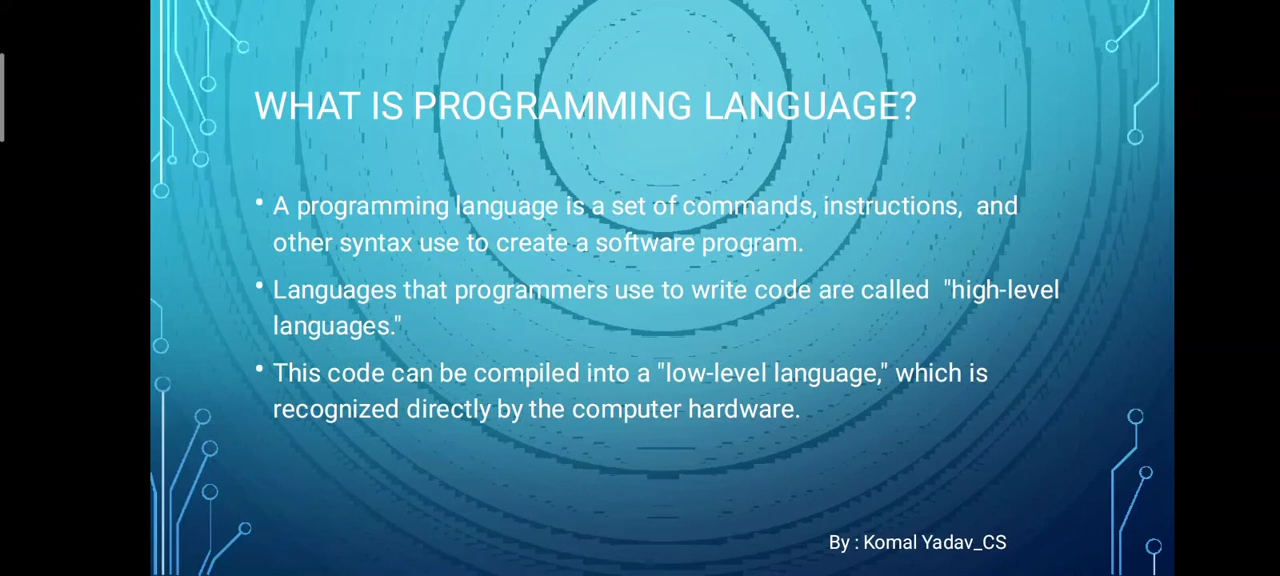 WHAT IS PROGRAMMING LANGUAGE?
• A programming language is a set of commands, instructions,  and
other syntax use to create a software program.
• Languages that programmers use to write code are called  "high-level
languages."
• This code can be compiled into a "low-level language," which is
recognized directly by the computer hardware.
By : Komal Yadav_CS